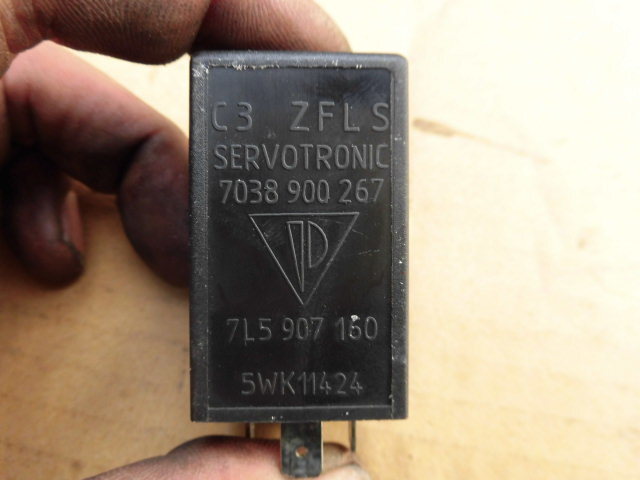 C3 ZFLS
SERVOTRONIC
7038 900 267
7L5 907 160
5WK11424